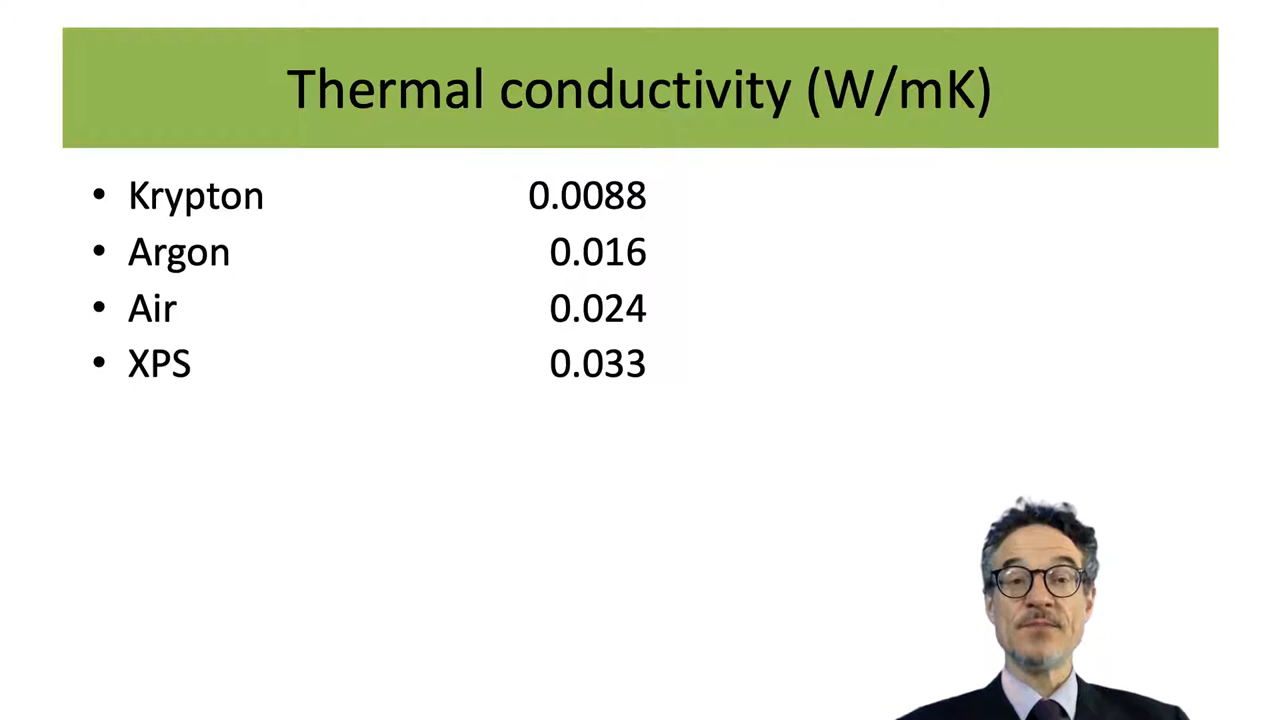 Thermal conductivity (W/mK)
• Krypton 0.0088
• Argon 0.016
• Air 0.024
• XPS 0.033